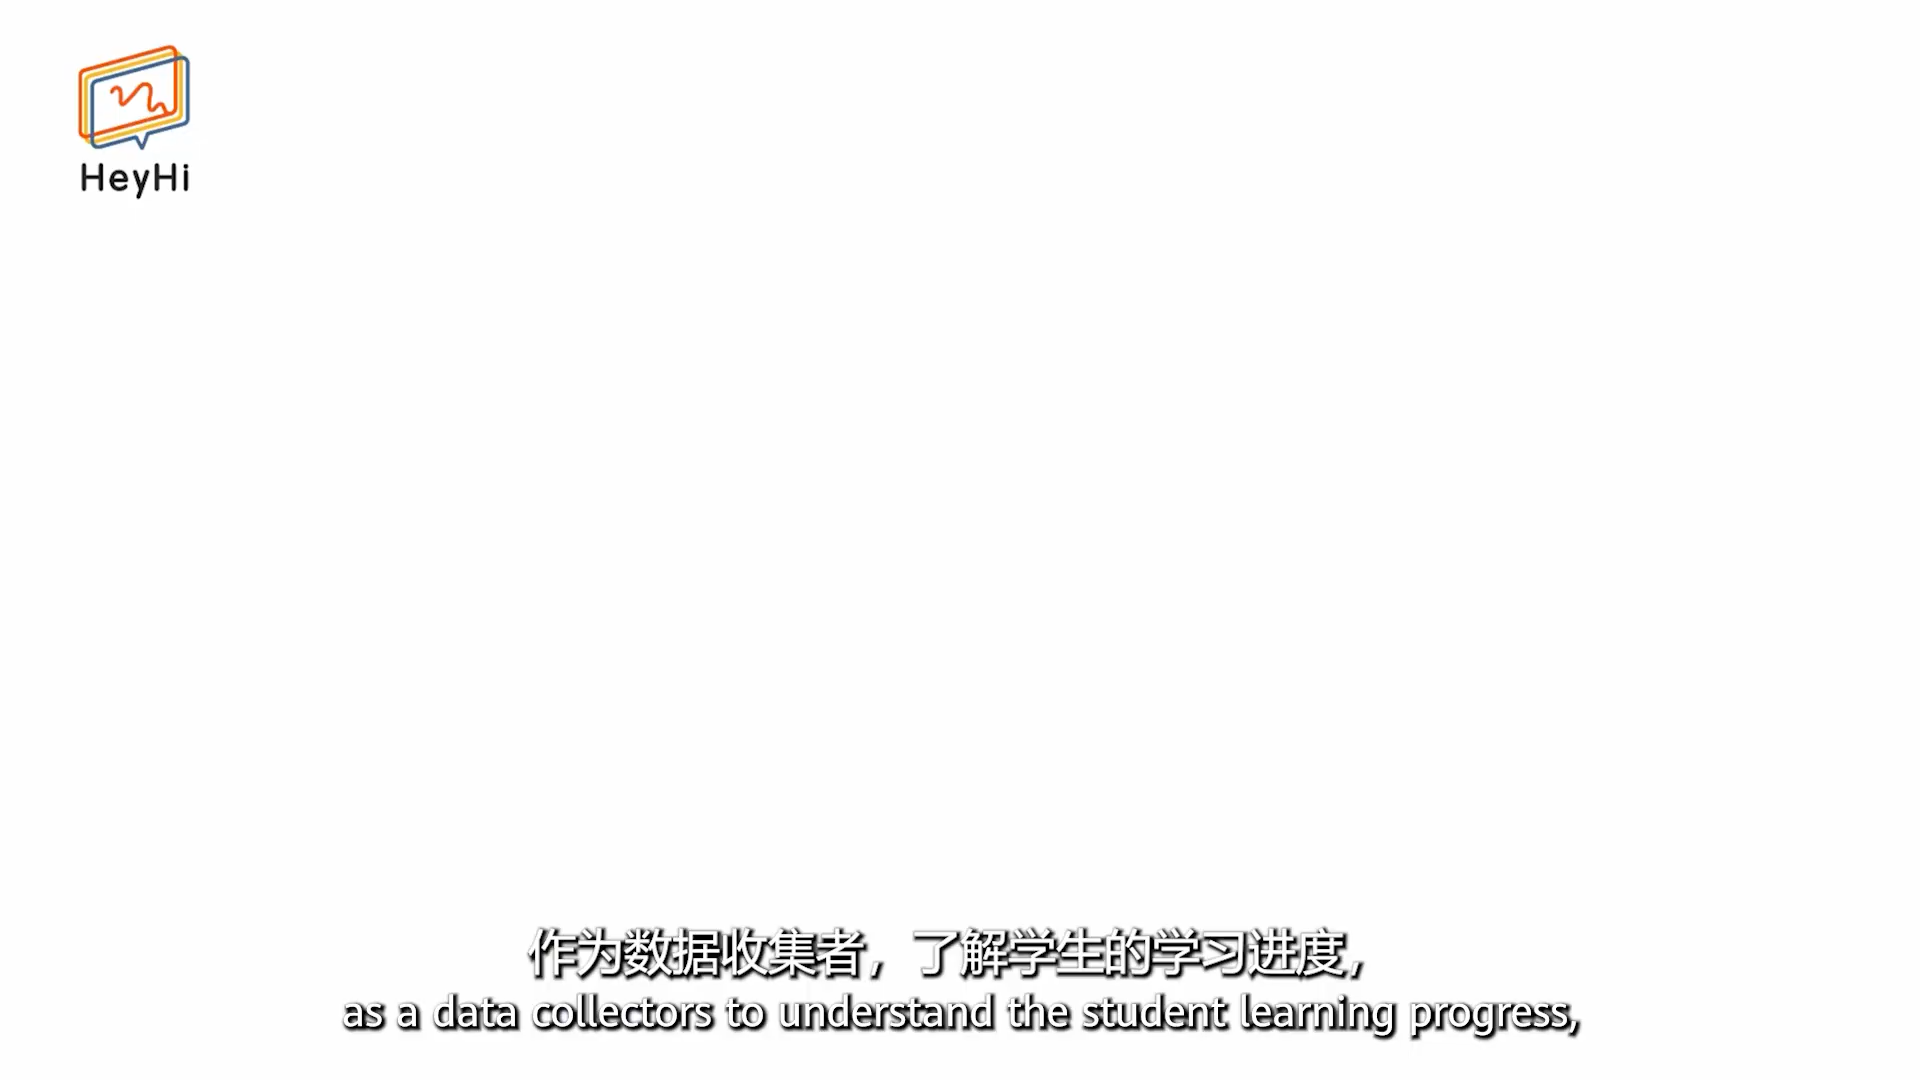 HeyHi
作为数据收集者，了解学生的学习进度，
as a data collectors to understand the student learning progress,